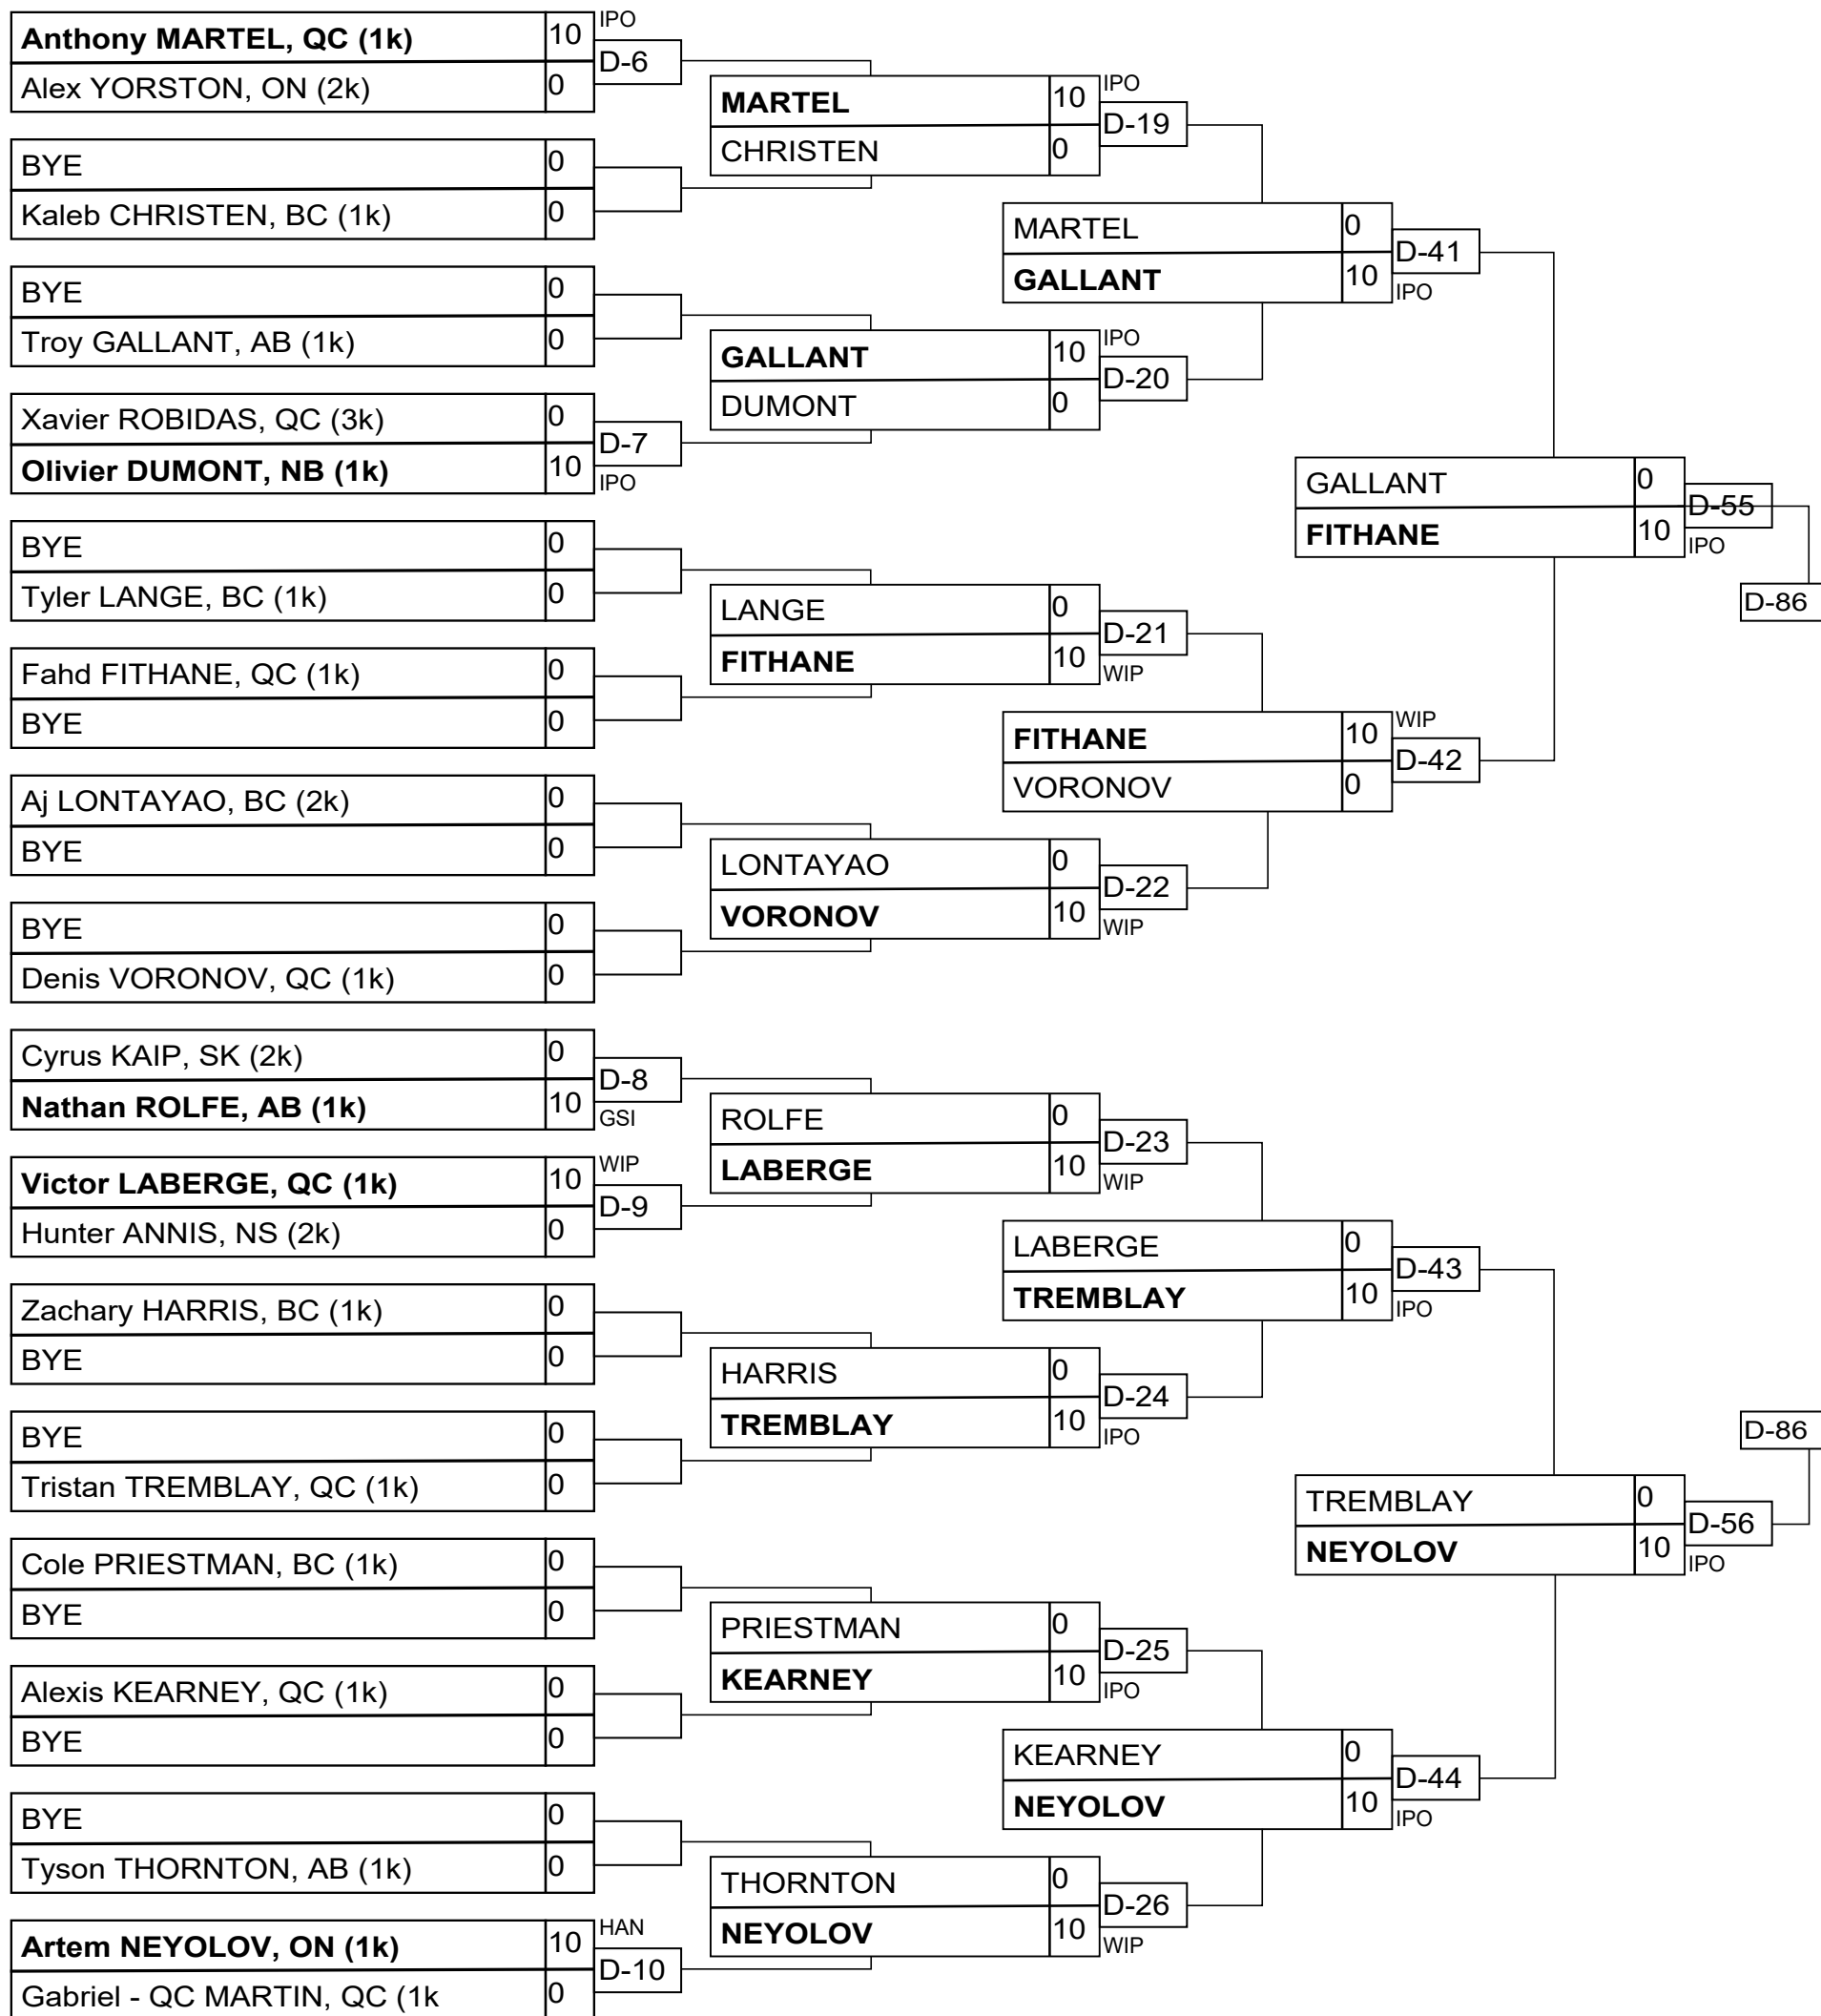 Anthony MARTEL, QC (1k) 10 IPO
D-6
Alex YORSTON, ON (2k) 0
BYE 0
Kaleb CHRISTEN, BC (1k) 0
BYE 0
Troy GALLANT, AB (1k) 0
Xavier ROBIDAS, QC (3k) 0
D-7
Olivier DUMONT, NB (1k) 10 IPO
BYE 0
Tyler LANGE, BC (1k) 0
Fahd FITHANE, QC (1k) 0
BYE 0
Aj LONTAYAO, BC (2k) 0
BYE 0
BYE 0
Denis VORONOV, QC (1k) 0
Cyrus KAIP, SK (2k) 0
D-8
Nathan ROLFE, AB (1k) 10 GSI
Victor LABERGE, QC (1k) 10 WIP
D-9
Hunter ANNIS, NS (2k) 0
Zachary HARRIS, BC (1k) 0
BYE 0
BYE 0
Tristan TREMBLAY, QC (1k) 0
Cole PRIESTMAN, BC (1k) 0
BYE 0
Alexis KEARNEY, QC (1k) 0
BYE 0
BYE 0
Tyson THORNTON, AB (1k) 0
Artem NEYOLOV, ON (1k) 10 HAN
D-10
Gabriel - QC MARTIN, QC (1k 0
MARTEL 10 IPO
D-19
CHRISTEN 0
GALLANT 10 IPO
D-20
DUMONT 0
LANGE 0
D-21
FITHANE 10 WIP
LONTAYAO 0
D-22
VORONOV 10 WIP
ROLFE 0
D-23
LABERGE 10 WIP
HARRIS 0
D-24
TREMBLAY 10 IPO
PRIESTMAN 0
D-25
KEARNEY 10 IPO
THORNTON 0
D-26
NEYOLOV 10 WIP
MARTEL 0
D-41
GALLANT 10 IPO
FITHANE 10 WIP
D-42
VORONOV 0
LABERGE 0
D-43
TREMBLAY 10 IPO
KEARNEY 0
D-44
NEYOLOV 10 IPO
GALLANT 0
D-55
FITHANE 10 IPO
D-86
D-86
TREMBLAY 0
D-56
NEYOLOV 10 IPO